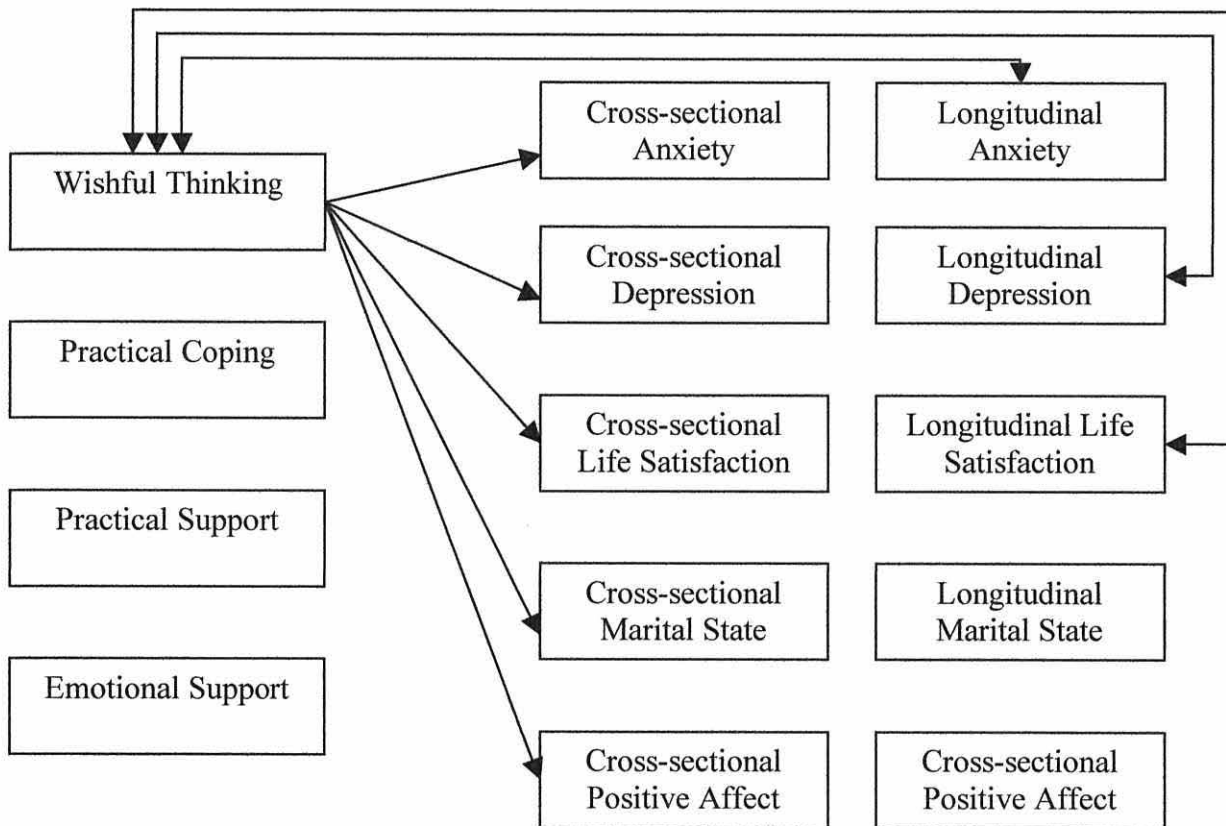 Cross-sectional
Anxiety
Longitudinal
Anxiety
Wishful Thinking
Cross-sectional
Depression
Longitudinal
Depression
Practical Coping
Cross-sectional
Life Satisfaction
Longitudinal Life
Satisfaction
Practical Support
Cross-sectional
Marital State
Longitudinal
Marital State
Emotional Support
Cross-sectional
Positive Affect
Cross-sectional
Positive Affect